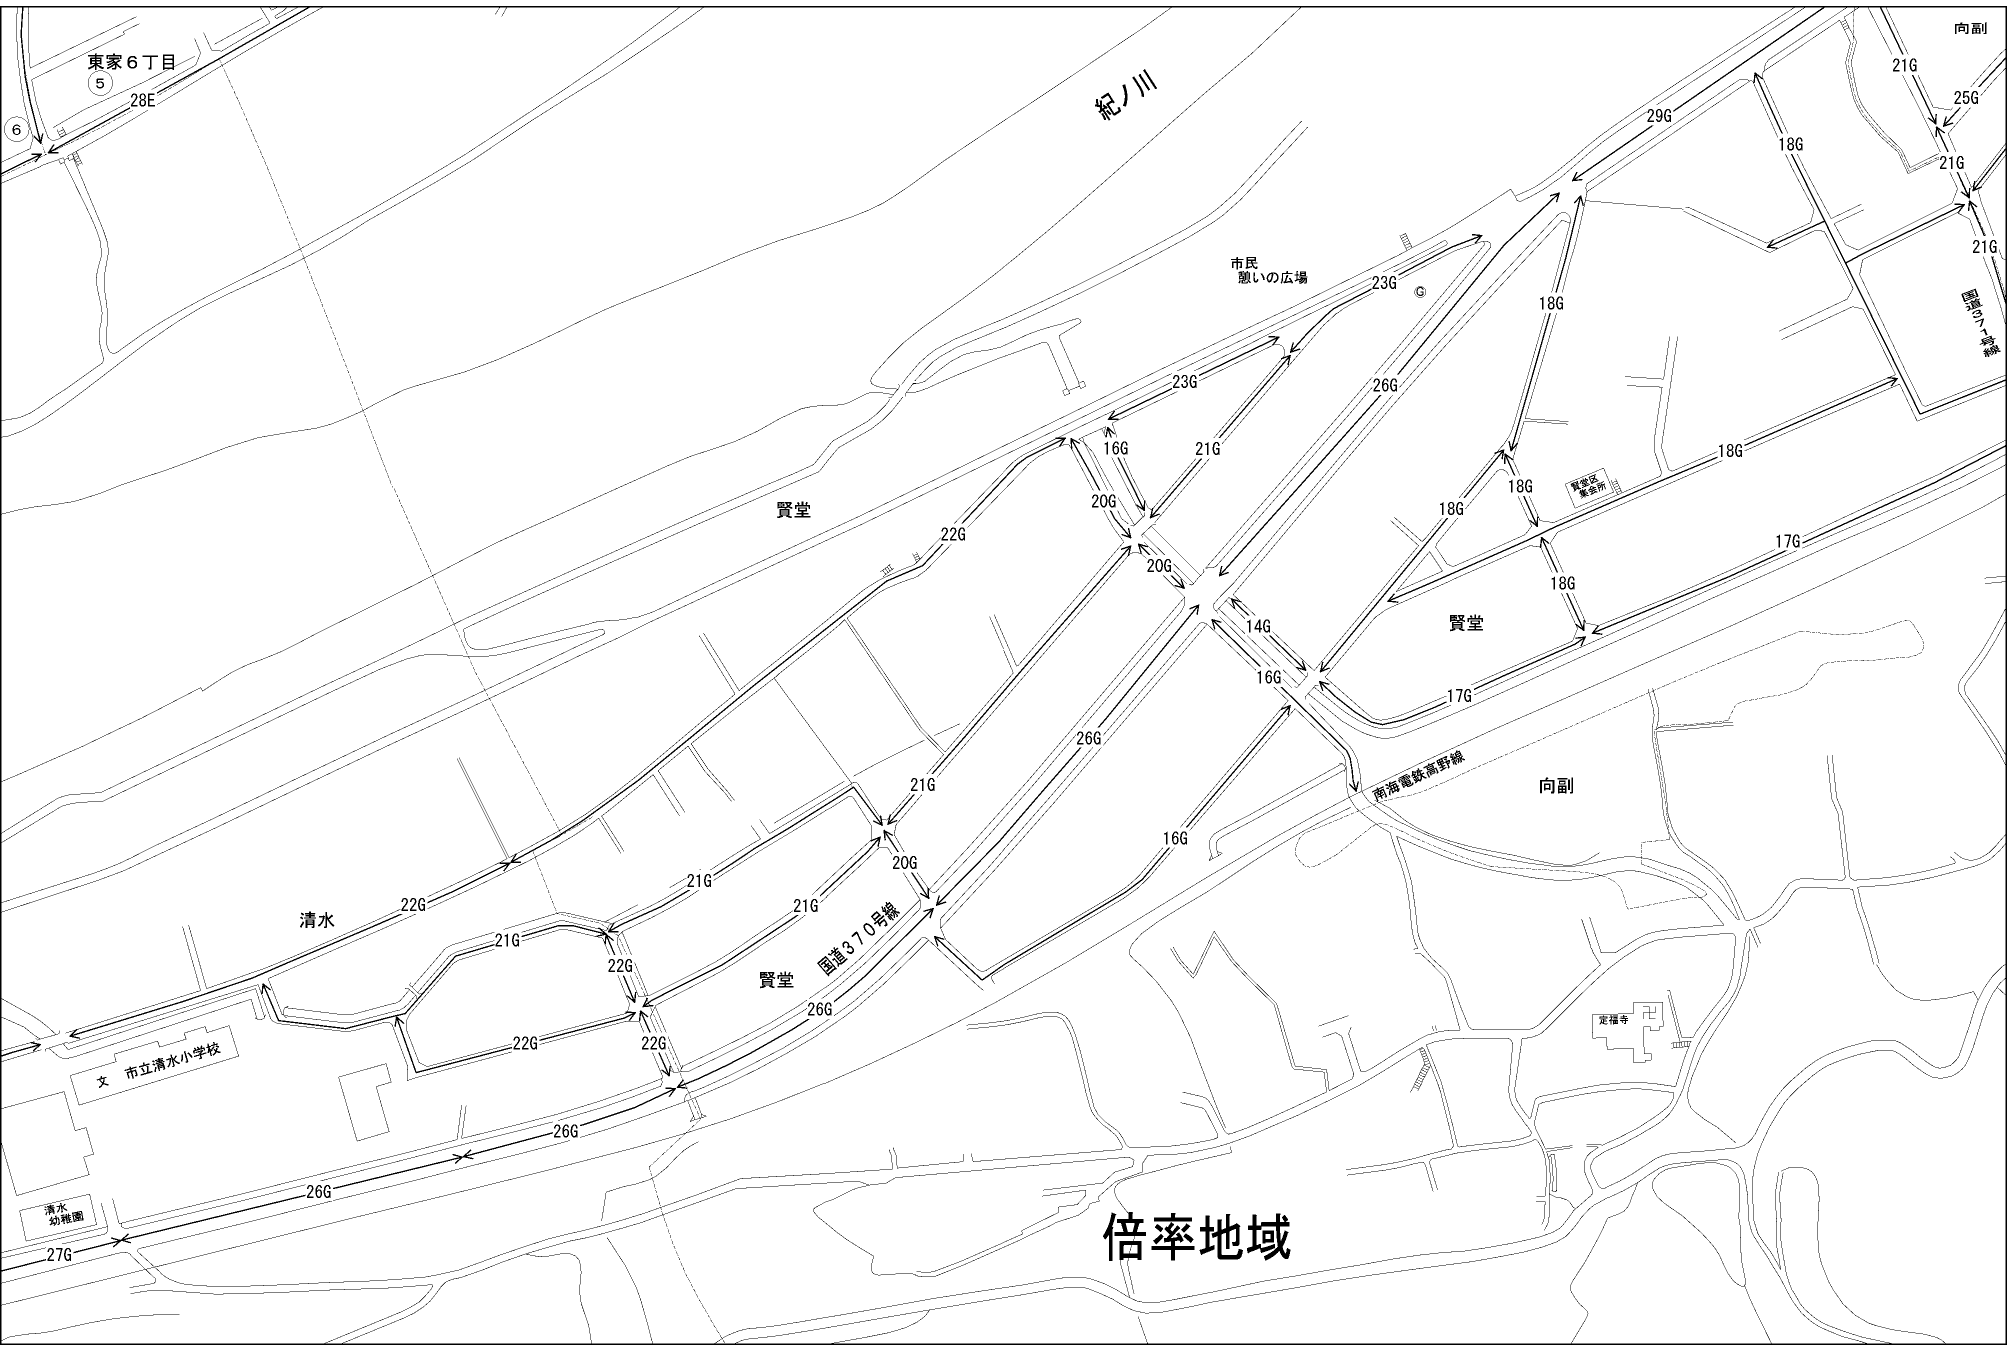 東家６丁目
5
28E
6
紀ノ川
向副
21G
25G
29G
18G
21G
21G
国道３７１号線
市民
憩いの広場
23G
G
18G
26G
23G
16G
21G
20G
22G
賢堂
20G
18G
18G
18G
賢堂区
集会所
18G
17G
18G
賢堂
14G
16G
17G
26G
21G
16G
南海電鉄高野線
向副
20G
21G
21G
22G
清水
21G
22G
国道３７０号線
賢堂
26G
22G
22G
文 市立清水小学校
定福寺
卍
26G
26G
清水
幼稚園
27G
倍率地域